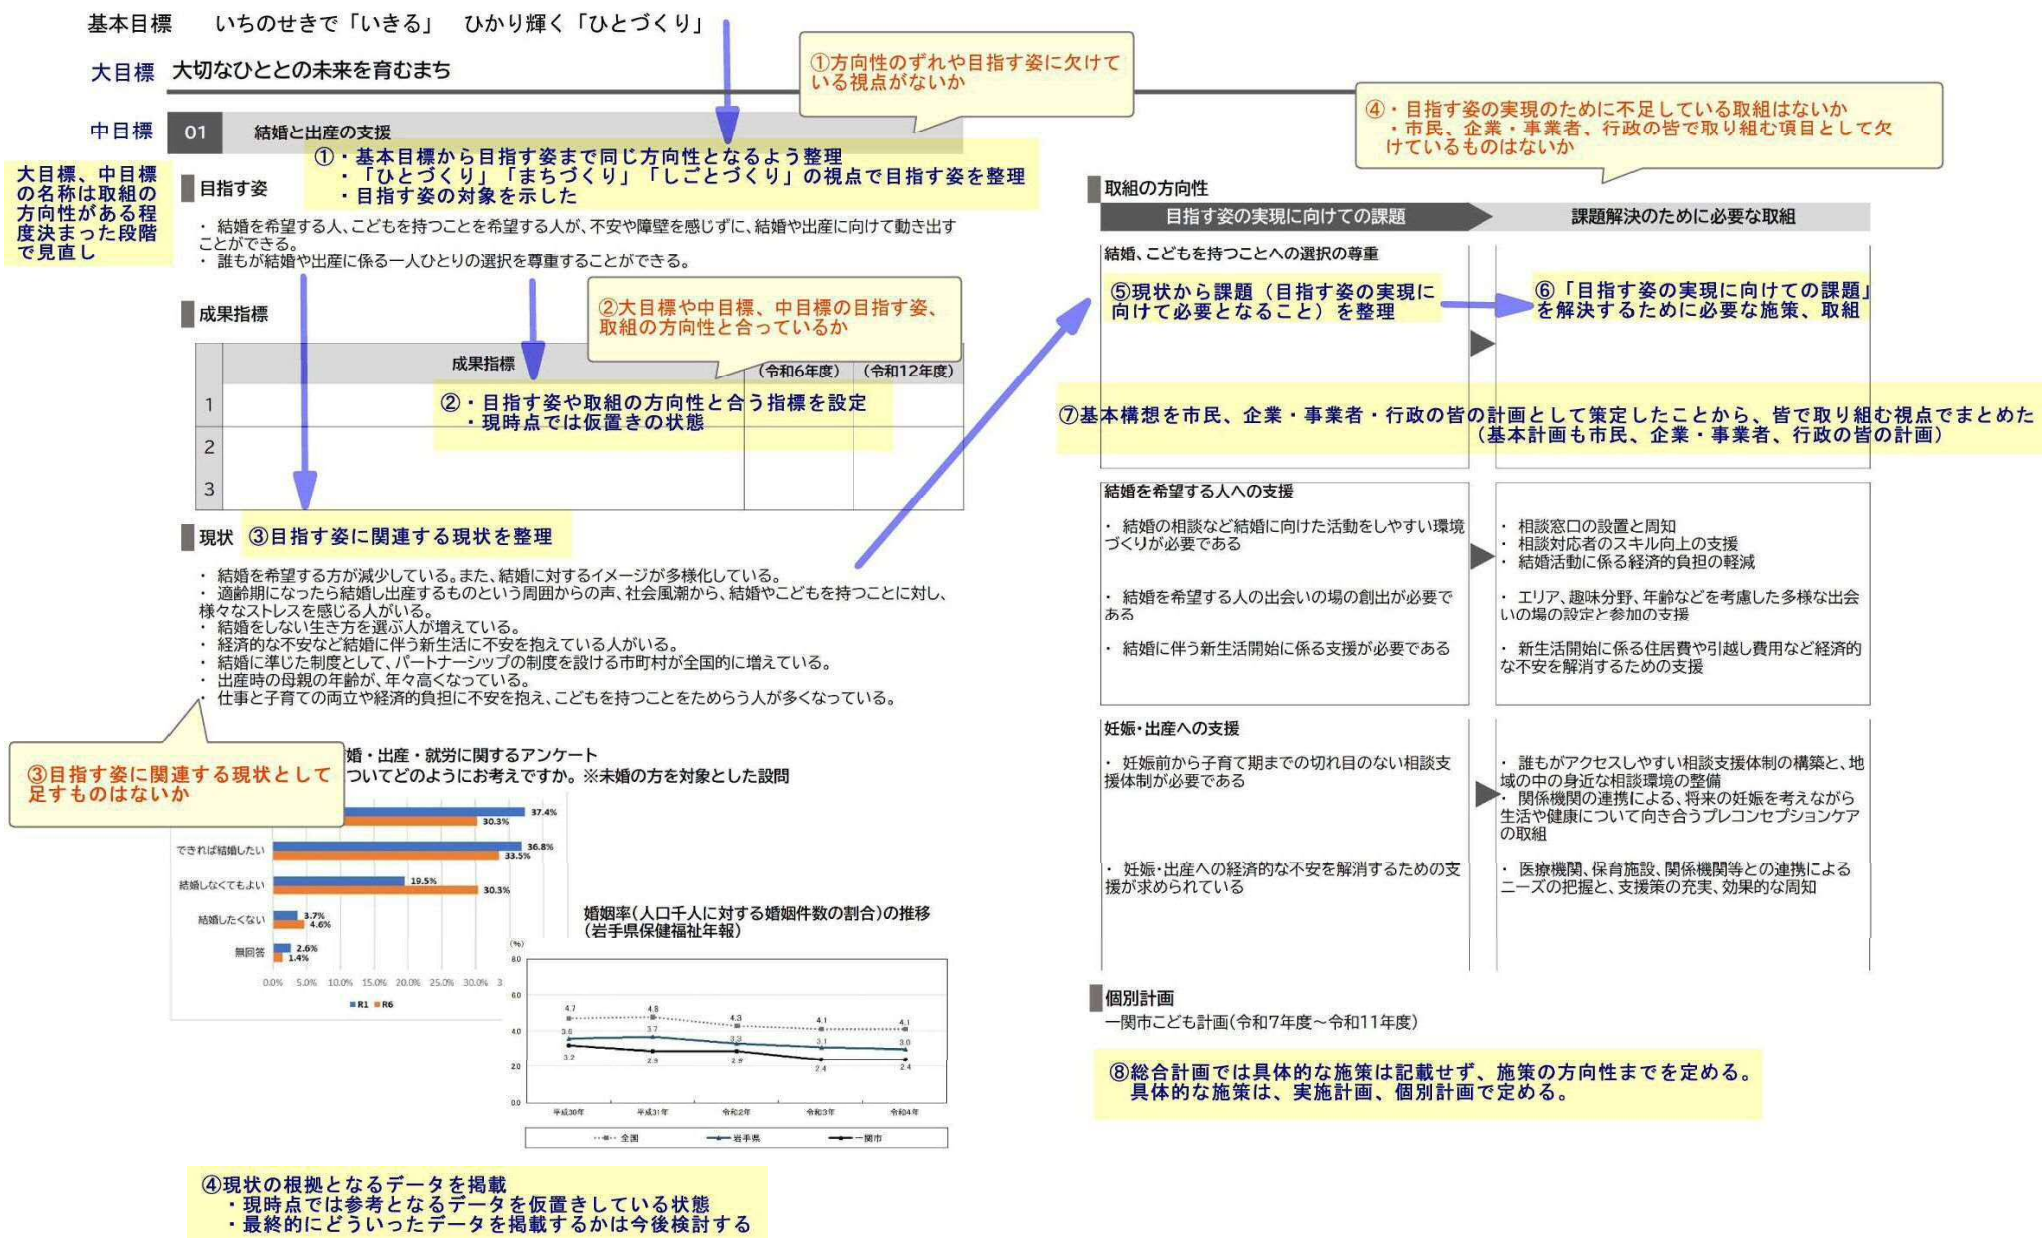 基本目標　いちのせきで「いきる」　ひかり輝く「ひとづくり」
大目標　大切なひととの未来を育むまち
①方向性のずれや目指す姿に欠けて
いる視点がないか
中目標　01　結婚と出産の支援
大目標、中目標
の名称は取組の
方向性がある程
度決まった段階
で見直し
①・基本目標から目指す姿まで同じ方向性となるよう整理
・「ひとづくり」「まちづくり」「しごとづくり」の視点で目指す姿を整理
・目指す姿の対象を示した
目指す姿
・ 結婚を希望する人、こどもを持つことを希望する人が、不安や障壁を感じずに、結婚や出産に向けて動き出す
ことができる。
・ 誰もが結婚や出産に係る一人ひとりの選択を尊重することができる。
成果指標
②大目標や中目標、中目標の目指す姿、
取組の方向性と合っているか
成果指標
（令和6年度）　（令和12年度）
1
②・目指す姿や取組の方向性と合う指標を設定
・現時点では仮置きの状態
2
3
現状　③目指す姿に関連する現状を整理
・ 結婚を希望する方が減少している。また、結婚に対するイメージが多様化している。
・ 適齢期になったら結婚し出産するものという周囲からの声、社会風潮から、結婚やこどもを持つことに対し、
様々なストレスを感じる人がいる。
・ 結婚をしない生き方を選ぶ人が増えている。
・ 経済的な不安など結婚に伴う新生活に不安を抱えている人がいる。
・ 結婚に準じた制度として、パートナーシップの制度を設ける市町村が全国的に増えている。
・ 出産時の母親の年齢が、年々高くなっている。
・ 仕事と子育ての両立や経済的負担に不安を抱え、こどもを持つことをためらう人が多くなっている。
③目指す姿に関連する現状として
足すものはないか
婚・出産・就労に関するアンケート
ついてどのようにお考えですか。※未婚の方を対象とした設問
37.4%
30.3%
できれば結婚したい　36.8%
33.5%
結婚しなくてもよい　19.5%
30.3%
結婚したくない　3.7%
4.6%
無回答　2.6%
1.4%
0.0%　5.0%　10.0%　15.0%　20.0%　25.0%　30.0%　3
R1　R6
婚姻率（人口千人に対する婚姻件数の割合）の推移
（岩手県保健福祉年報）
(%)
8.0
6.0
4.0
2.0
0.0
4.7　4.8　4.3　4.1　4.1
3.6　3.7　3.3　3.1　3.0
3.2　2.9　2.9　2.4　2.4
平成30年　平成31年　令和2年　令和3年　令和4年
全国　岩手県　一関市
④現状の根拠となるデータを掲載
・現時点では参考となるデータを仮置きしている状態
・最終的にどういったデータを掲載するかは今後検討する
④・目指す姿の実現のために不足している取組はないか
・市民、企業・事業者、行政の皆で取り組む項目として欠
けているものはないか
取組の方向性
目指す姿の実現に向けての課題　課題解決のために必要な取組
結婚、こどもを持つことへの選択の尊重
⑤現状から課題（目指す姿の実現に
向けて必要となること）を整理
⑥「目指す姿の実現に向けての課題」
を解決するために必要な施策、取組
⑦基本構想を市民、企業・事業者・行政の皆の計画として策定したことから、皆で取り組む視点でまとめた
（基本計画も市民、企業・事業者、行政の皆の計画）
結婚を希望する人への支援
・ 結婚の相談など結婚に向けた活動をしやすい環境
づくりが必要である
・ 相談窓口の設置と周知
・ 相談対応者のスキル向上の支援
・ 結婚活動に係る経済的負担の軽減
・ 結婚を希望する人の出会いの場の創出が必要で
ある
・ エリア、趣味分野、年齢などを考慮した多様な出会
いの場の設定と参加の支援
・ 結婚に伴う新生活開始に係る支援が必要である
・ 新生活開始に係る住居費や引越し費用など経済的
な不安を解消するための支援
妊娠・出産への支援
・ 妊娠前から子育て期までの切れ目のない相談支
援体制が必要である
・ 誰もがアクセスしやすい相談支援体制の構築と、地
域の中の身近な相談環境の整備
・ 関係機関の連携による、将来の妊娠を考えながら
生活や健康について向き合うプレコンセプションケア
の取組
・ 妊娠・出産への経済的な不安を解消するための支
援が求められている
・ 医療機関、保育施設、関係機関等との連携による
ニーズの把握と、支援策の充実、効果的な周知
個別計画
一関市こども計画（令和7年度～令和11年度）
⑧総合計画では具体的な施策は記載せず、施策の方向性までを定める。
具体的な施策は、実施計画、個別計画で定める。